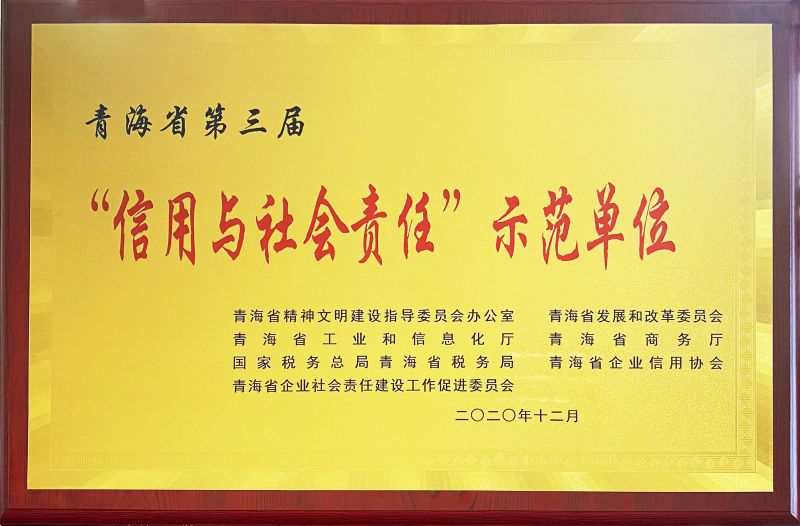 青海省第三届
“信用与社会责任”示范单位
青海省精神文明建设指导委员会办公室 青海省发展和改革委员会
青海省工业和信息化厅 青海省商务厅
国家税务总局青海省税务局 青海省企业信用协会
青海省企业社会责任建设工作促进委员会
二〇二〇年十二月